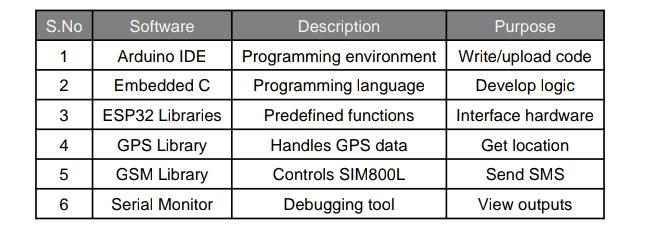 S.No Software Description Purpose
1 Arduino IDE Programming environment Write/upload code
2 Embedded C Programming language Develop logic
3 ESP32 Libraries Predefined functions Interface hardware
4 GPS Library Handles GPS data Get location
5 GSM Library Controls SIM800L Send SMS
6 Serial Monitor Debugging tool View outputs